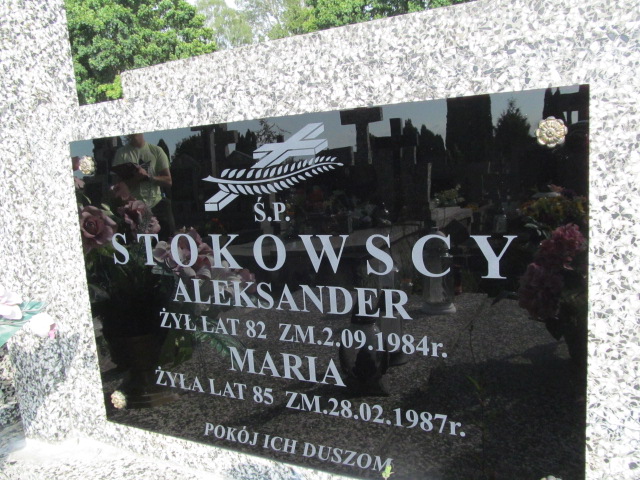 Ś.P.
STOKOWSCY
ALEKSANDER
ŻYŁ LAT 82 ZM.2.09.1984r.
MARIA
ŻYŁA LAT 85 ZM.28.02.1987r.
POKÓJ ICH DUSZOM